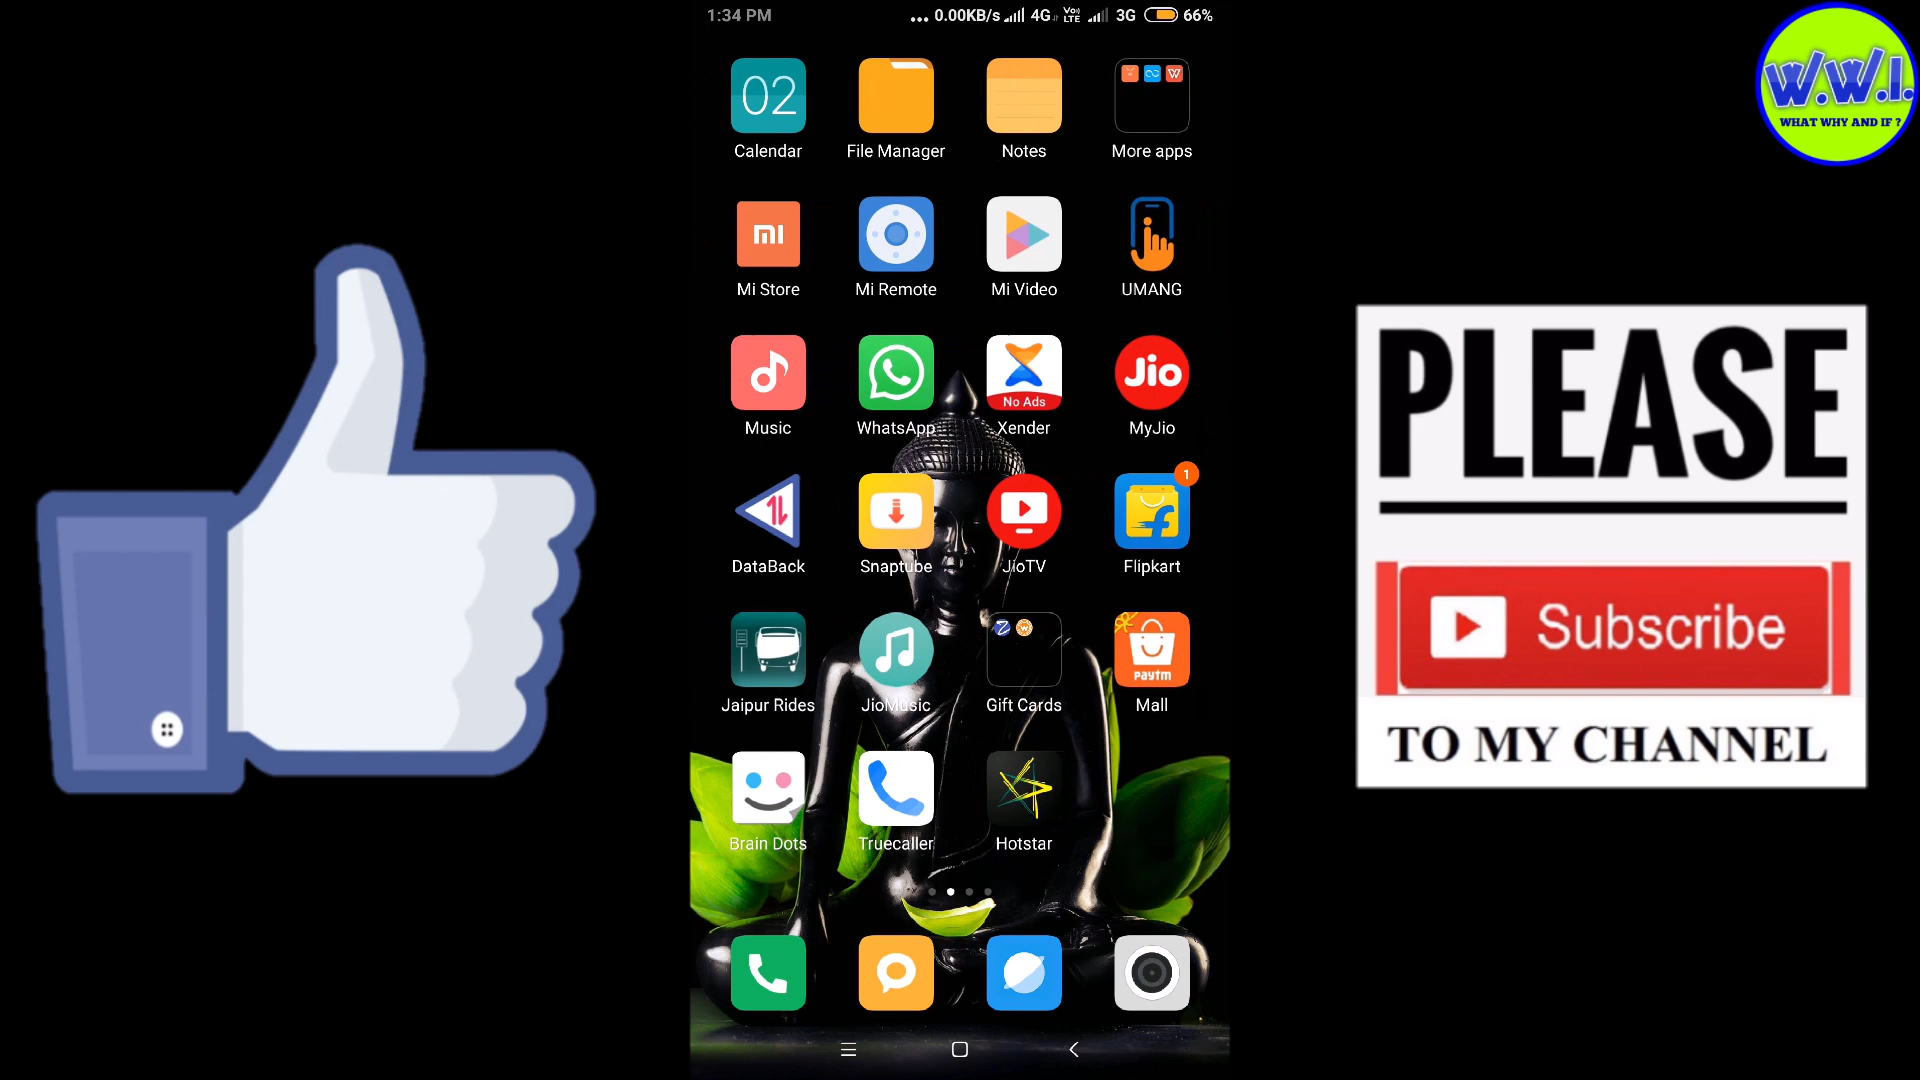 1:34 PM
... 0.00KB/s 4G VoLTE 3G 66%
W.W.I.
WHAT WHY AND IF ?
02
Calendar
File Manager
Notes
More apps
mi
Mi Store
Mi Remote
Mi Video
UMANG
No Ads
Jio
Music
WhatsApp
Xender
MyJio
1
DataBack
Snaptube
JioTV
Flipkart
paytm
Jaipur Rides
JioMusic
Gift Cards
Mall
Brain Dots
Truecaller
Hotstar
PLEASE
Subscribe
TO MY CHANNEL